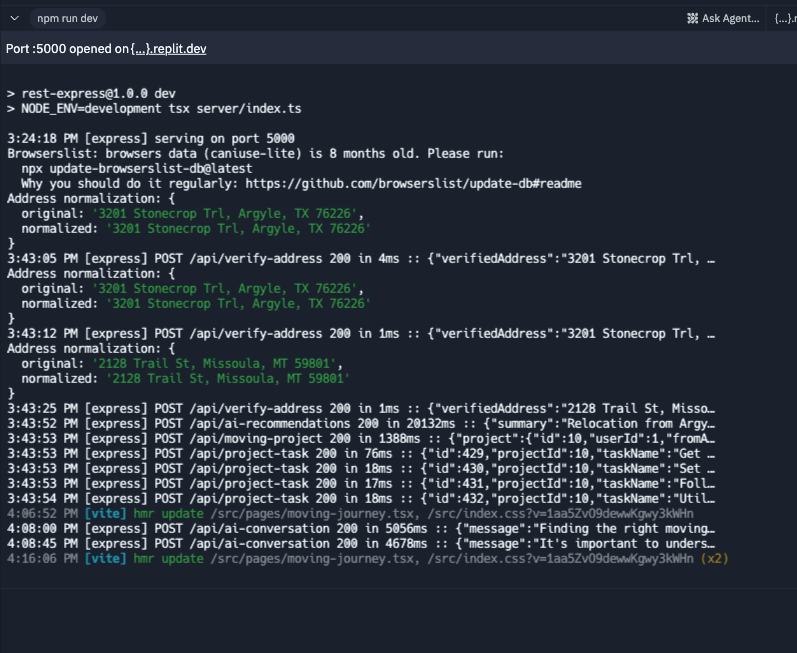 npm run dev
Ask Agent...
{...}.r
Port :5000 opened on {...}.replit.dev
> rest-express@1.0.0 dev
> NODE_ENV=development tsx server/index.ts
3:24:18 PM [express] serving on port 5000
Browserslist: browsers data (caniuse-lite) is 8 months old. Please run:
  npx update-browserslist-db@latest
  Why you should do it regularly: https://github.com/browserslist/update-db#readme
Address normalization: {
  original: '3201 Stonecrop Trl, Argyle, TX 76226',
  normalized: '3201 Stonecrop Trl, Argyle, TX 76226'
}
3:43:05 PM [express] POST /api/verify-address 200 in 4ms :: {"verifiedAddress":"3201 Stonecrop Trl, …
Address normalization: {
  original: '3201 Stonecrop Trl, Argyle, TX 76226',
  normalized: '3201 Stonecrop Trl, Argyle, TX 76226'
}
3:43:12 PM [express] POST /api/verify-address 200 in 1ms :: {"verifiedAddress":"3201 Stonecrop Trl, …
Address normalization: {
  original: '2128 Trail St, Missoula, MT 59801',
  normalized: '2128 Trail St, Missoula, MT 59801'
}
3:43:25 PM [express] POST /api/verify-address 200 in 1ms :: {"verifiedAddress":"2128 Trail St, Misso…
3:43:52 PM [express] POST /api/ai-recommendations 200 in 20132ms :: {"summary":"Relocation from Argy…
3:43:53 PM [express] POST /api/moving-project 200 in 1388ms :: {"project":{"id":10,"userId":1,"fromA…
3:43:53 PM [express] POST /api/project-task 200 in 76ms :: {"id":429,"projectId":10,"taskName":"Get …
3:43:53 PM [express] POST /api/project-task 200 in 18ms :: {"id":430,"projectId":10,"taskName":"Set …
3:43:53 PM [express] POST /api/project-task 200 in 17ms :: {"id":431,"projectId":10,"taskName":"Foll…
3:43:54 PM [express] POST /api/project-task 200 in 18ms :: {"id":432,"projectId":10,"taskName":"Util…
4:06:52 PM [vite] hmr update /src/pages/moving-journey.tsx, /src/index.css?v=1aa5ZvO9dewwKgwy3kWHn
4:08:00 PM [express] POST /api/ai-conversation 200 in 5056ms :: {"message":"Finding the right moving…
4:08:45 PM [express] POST /api/ai-conversation 200 in 4678ms :: {"message":"It's important to unders…
4:16:06 PM [vite] hmr update /src/pages/moving-journey.tsx, /src/index.css?v=1aa5ZvO9dewwKgwy3kWHn (x2)